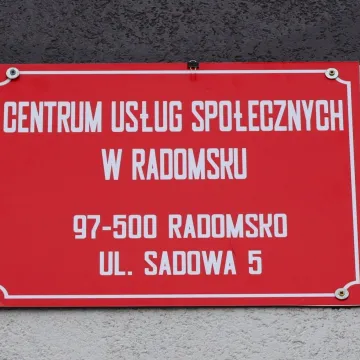 CENTRUM USŁUG SPOŁECZNYCH
W RADOMSKU
97-500 RADOMSKO
UL. SADOWA 5